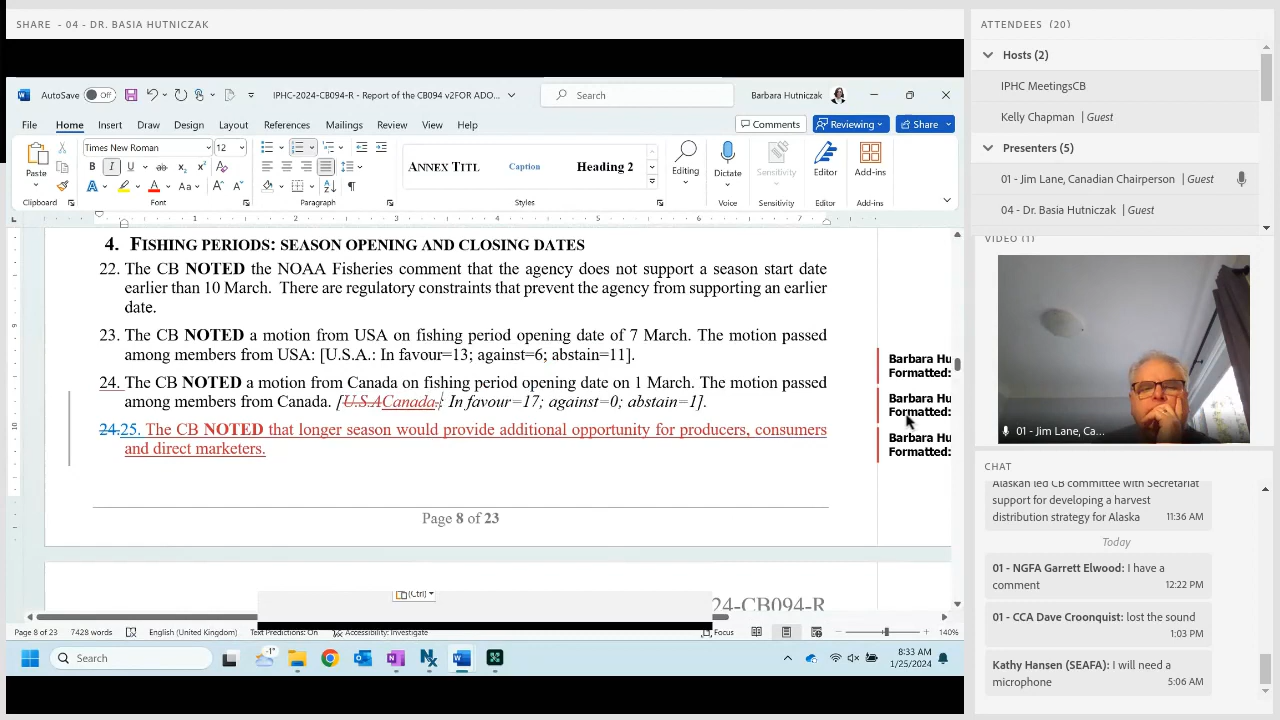 SHARE - 04 - DR. BASIA HUTNICZAK
AutoSave Off
IPHC-2024-CB094-R - Report of the CB094 v2FOR ADO...
Search
Barbara Hutniczak
File Home Insert Draw Design Layout References Mailings Review View Help
Comments Reviewing Share
Paste
Times New Roman 12
ANNEX TITL Caption Heading 2
Editing Dictate Sensitivity Editor Add-ins
Clipboard Font Paragraph Styles Voice Sensitivity Editor Add-ins
4. FISHING PERIODS: SEASON OPENING AND CLOSING DATES
22. The CB NOTED the NOAA Fisheries comment that the agency does not support a season start date
earlier than 10 March. There are regulatory constraints that prevent the agency from supporting an earlier
date.
23. The CB NOTED a motion from USA on fishing period opening date of 7 March. The motion passed
among members from USA: [U.S.A.: In favour=13; against=6; abstain=11].
24. The CB NOTED a motion from Canada on fishing period opening date on 1 March. The motion passed
among members from Canada. [U.S.ACanada.: In favour=17; against=0; abstain=1].
24.25. The CB NOTED that longer season would provide additional opportunity for producers, consumers
and direct marketers.
Barbara Hu
Formatted:
Barbara Hu
Formatted:
Barbara Hu
Formatted:
Page 8 of 23
(Ctrl)
24-CB094-R
Page 8 of 23 7428 words English (United Kingdom) Text Predictions: On Accessibility: Investigate Focus 140%
Search
-1°
8:33 AM
1/25/2024
ATTENDEES (20)
Hosts (2)
IPHC MeetingsCB
Kelly Chapman | Guest
Presenters (5)
01 - Jim Lane, Canadian Chairperson | Guest
04 - Dr. Basia Hutniczak | Guest
VIDEO (1)
01 - Jim Lane, Ca...
CHAT
Alaskan led CB committee with Secretariat
support for developing a harvest
distribution strategy for Alaska 11:36 AM
Today
01 - NGFA Garrett Elwood: I have a
comment 12:22 PM
01 - CCA Dave Croonquist: lost the sound
1:03 PM
Kathy Hansen (SEAFA): I will need
microphone 5:06 AM